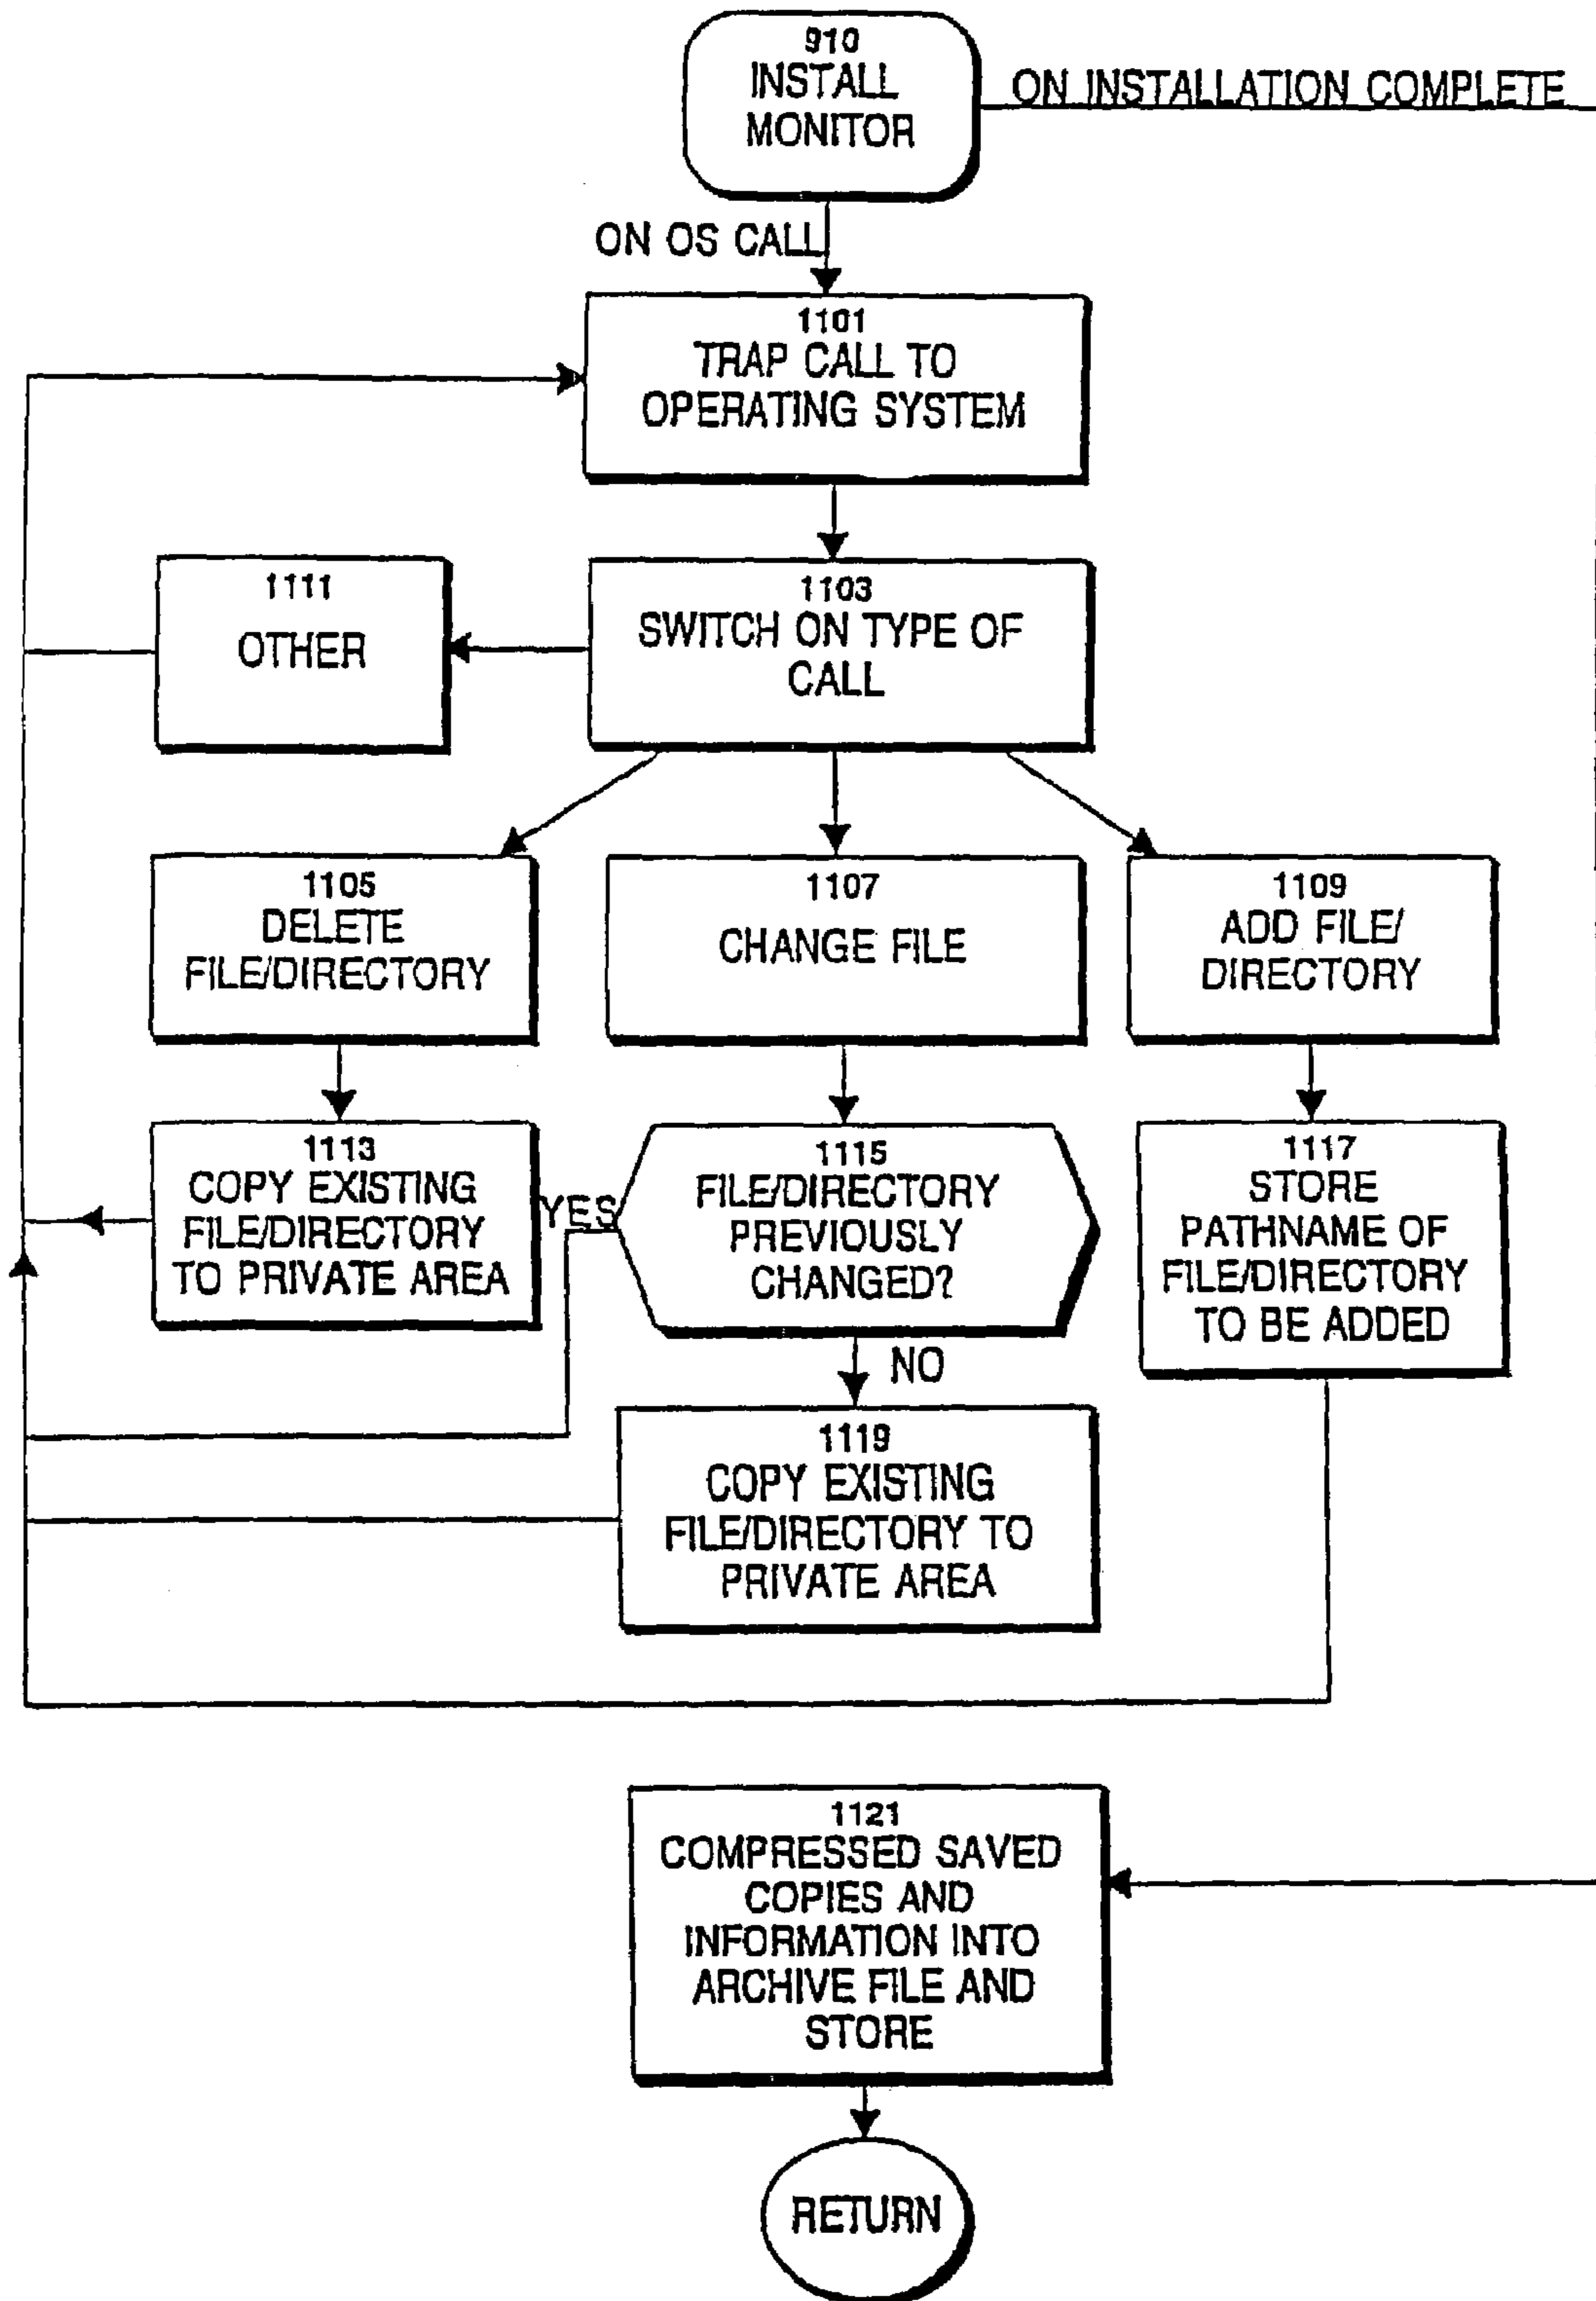 910
INSTALL
MONITOR
ON INSTALLATION COMPLETE
ON OS CALL
1101
TRAP CALL TO
OPERATING SYSTEM
1111
OTHER
1103
SWITCH ON TYPE OF
CALL
1105
DELETE
FILE/DIRECTORY
1107
CHANGE FILE
1109
ADD FILE/
DIRECTORY
1113
COPY EXISTING
FILE/DIRECTORY
TO PRIVATE AREA
YES
1115
FILE/DIRECTORY
PREVIOUSLY
CHANGED?
1117
STORE
PATHNAME OF
FILE/DIRECTORY
TO BE ADDED
NO
1119
COPY EXISTING
FILE/DIRECTORY TO
PRIVATE AREA
1121
COMPRESSED SAVED
COPIES AND
INFORMATION INTO
ARCHIVE FILE AND
STORE
RETURN